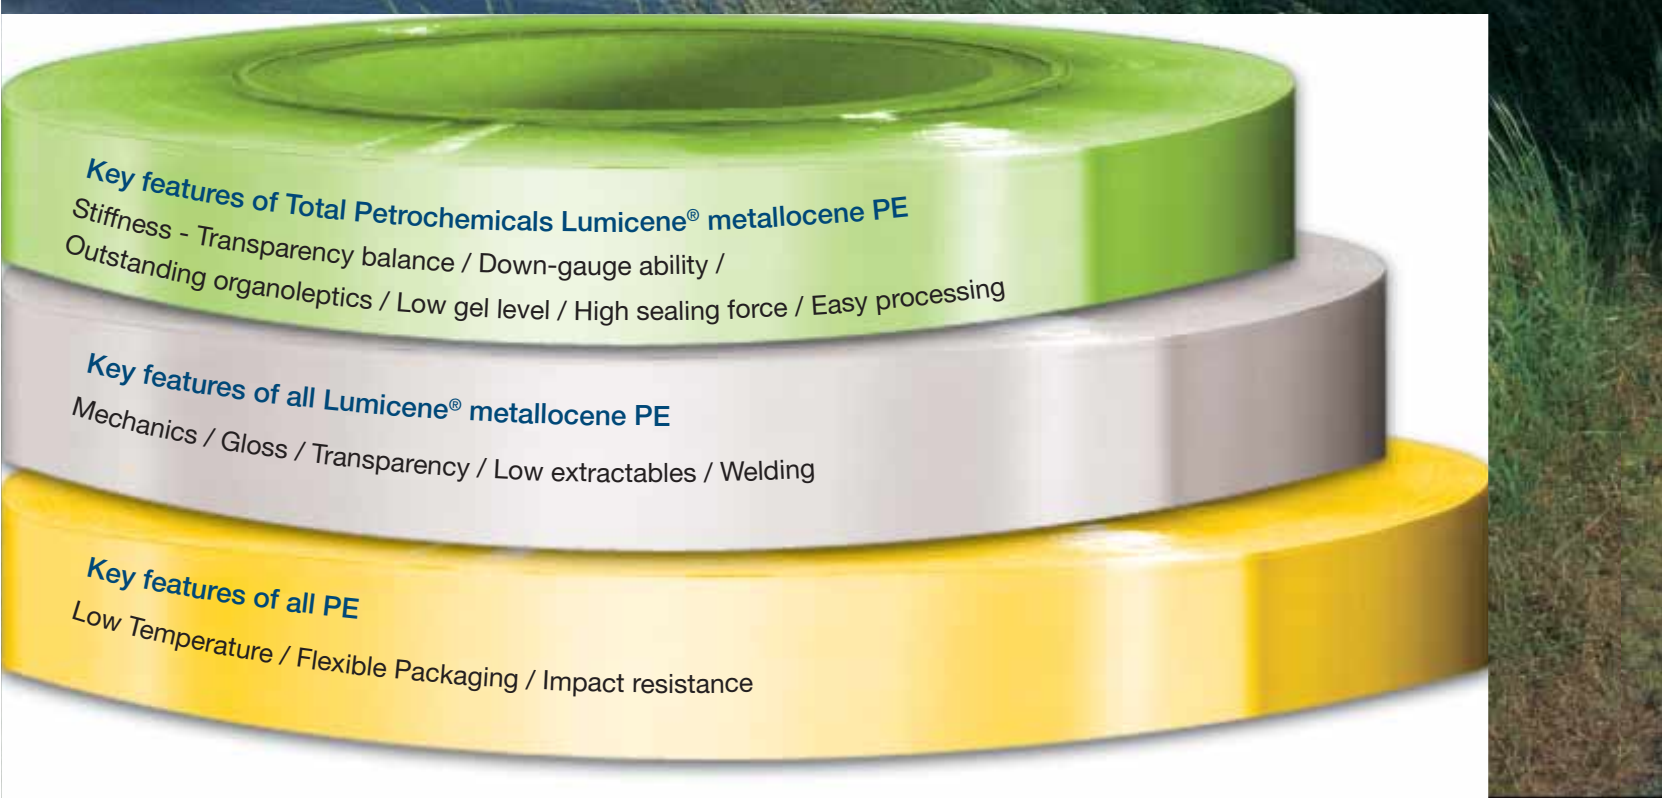 Key features of Total Petrochemicals Lumicene® metallocene PE
Stiffness - Transparency balance / Down-gauge ability /
Outstanding organoleptics / Low gel level / High sealing force / Easy processing
Key features of all Lumicene® metallocene PE
Mechanics / Gloss / Transparency / Low extractables / Welding
Key features of all PE
Low Temperature / Flexible Packaging / Impact resistance